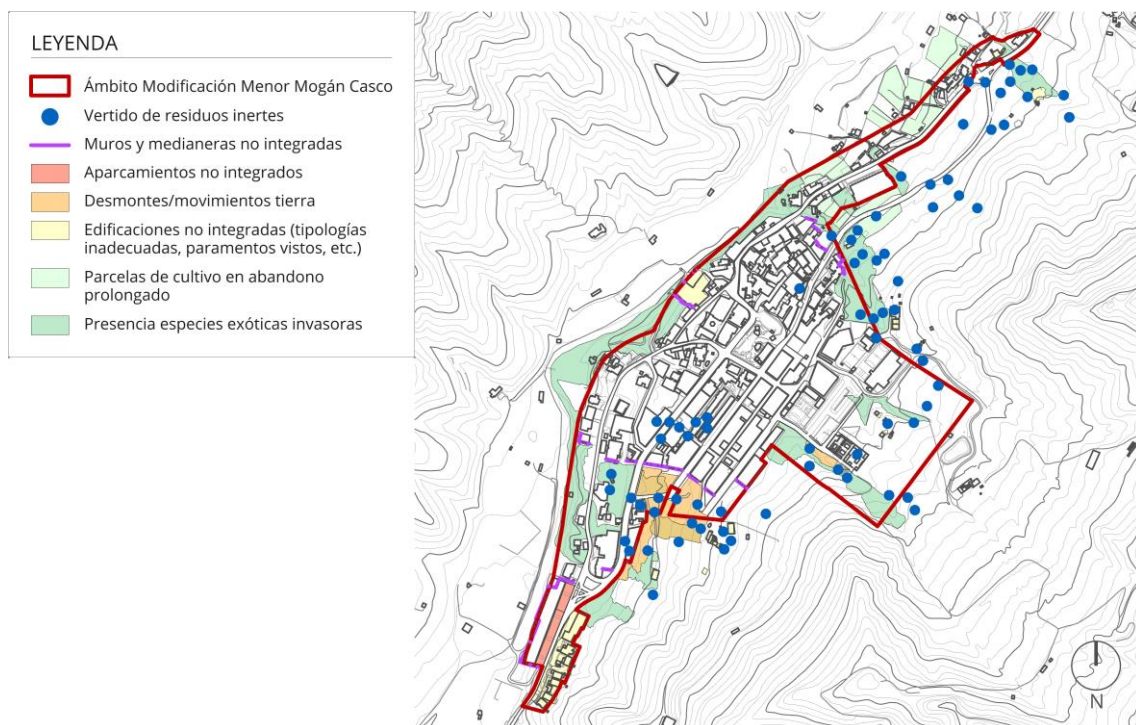 LEYENDA
Ámbito Modificación Menor Mogán Casco
Vertido de residuos inertes
Muros y medianeras no integradas
Aparcamientos no integrados
Desmontes/movimientos tierra
Edificaciones no integradas (tipologías
inadecuadas, paramentos vistos, etc.)
Parcelas de cultivo en abandono
prolongado
Presencia especies exóticas invasoras
N